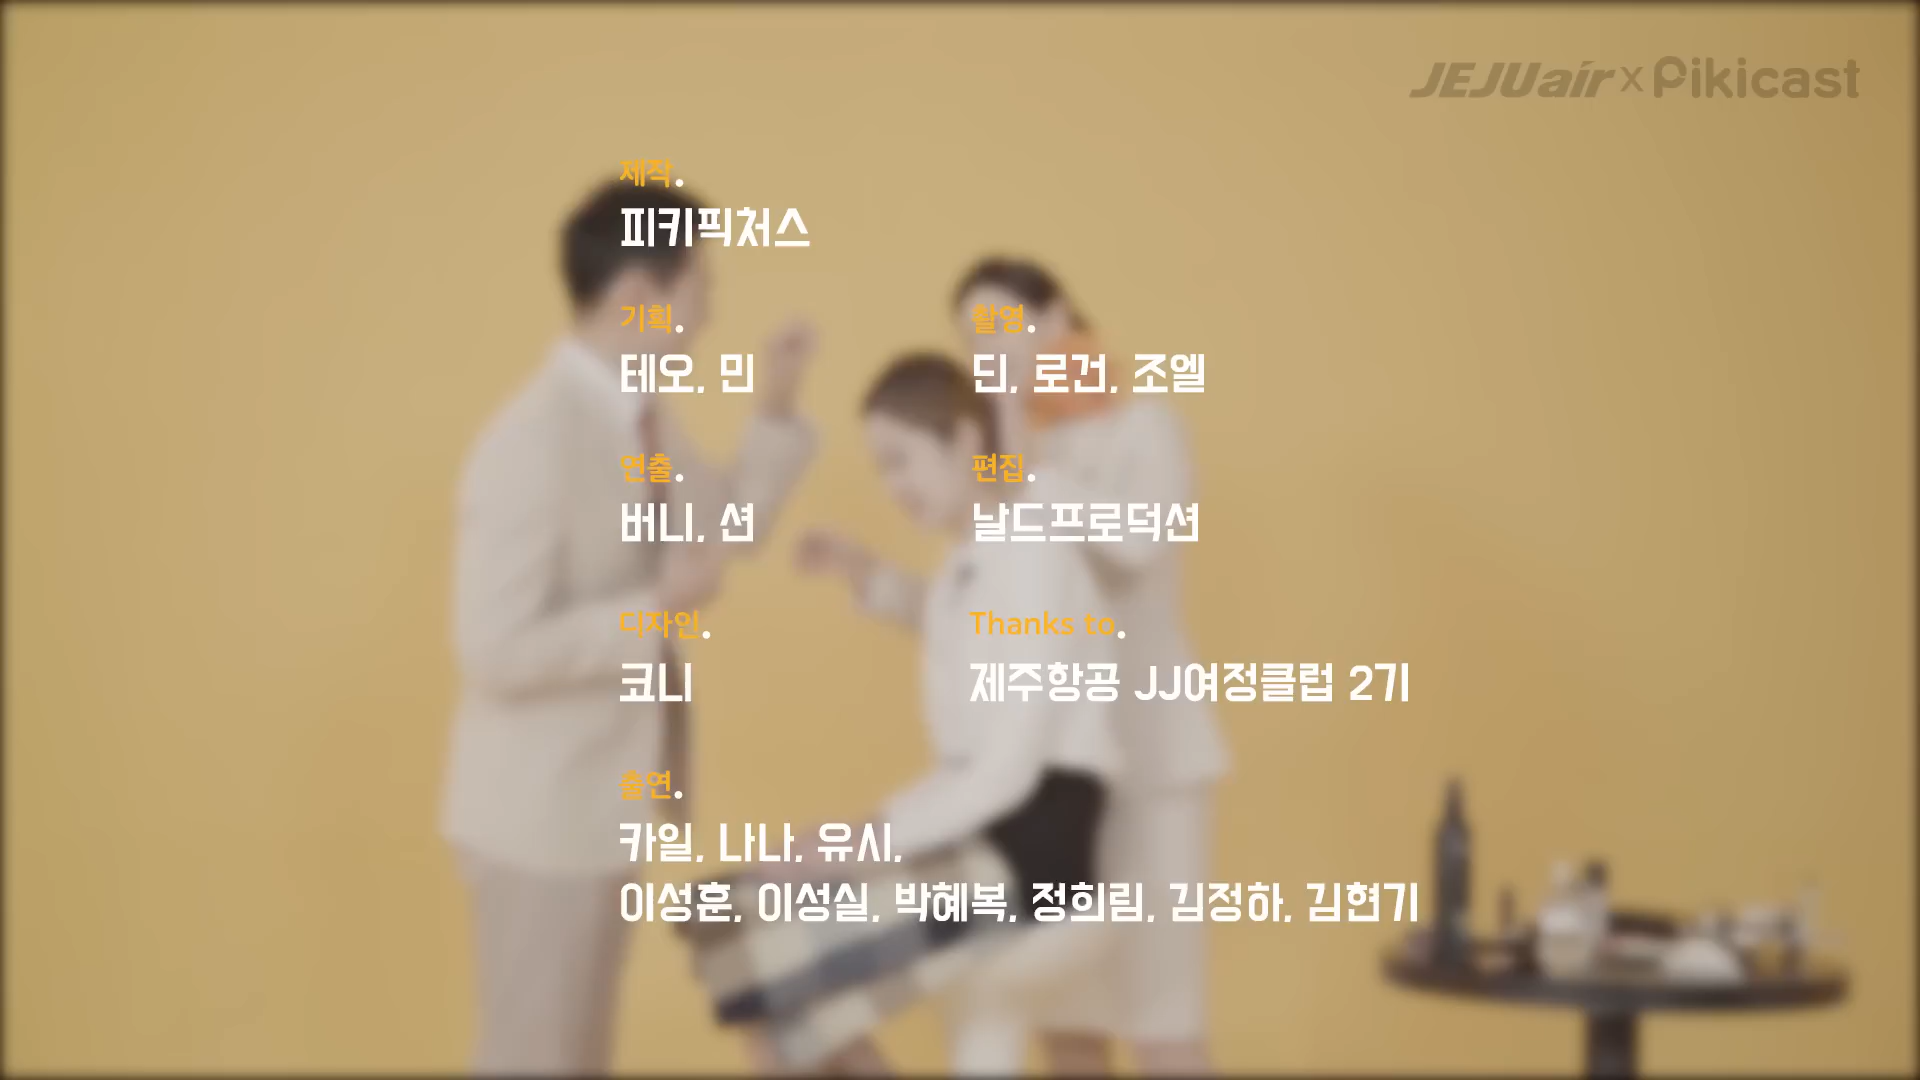 JEJUair x Pikicast
제작.
피키픽처스
기획.
테오, 민
촬영.
딘, 로건, 조엘
연출.
버니, 션
편집.
날드프로덕션
디자인.
코니
Thanks to.
제주항공 JJ여정클럽 2기
출연.
카일, 나나, 유시,
이성훈, 이성실, 박혜복, 정희림, 김정하, 김현기